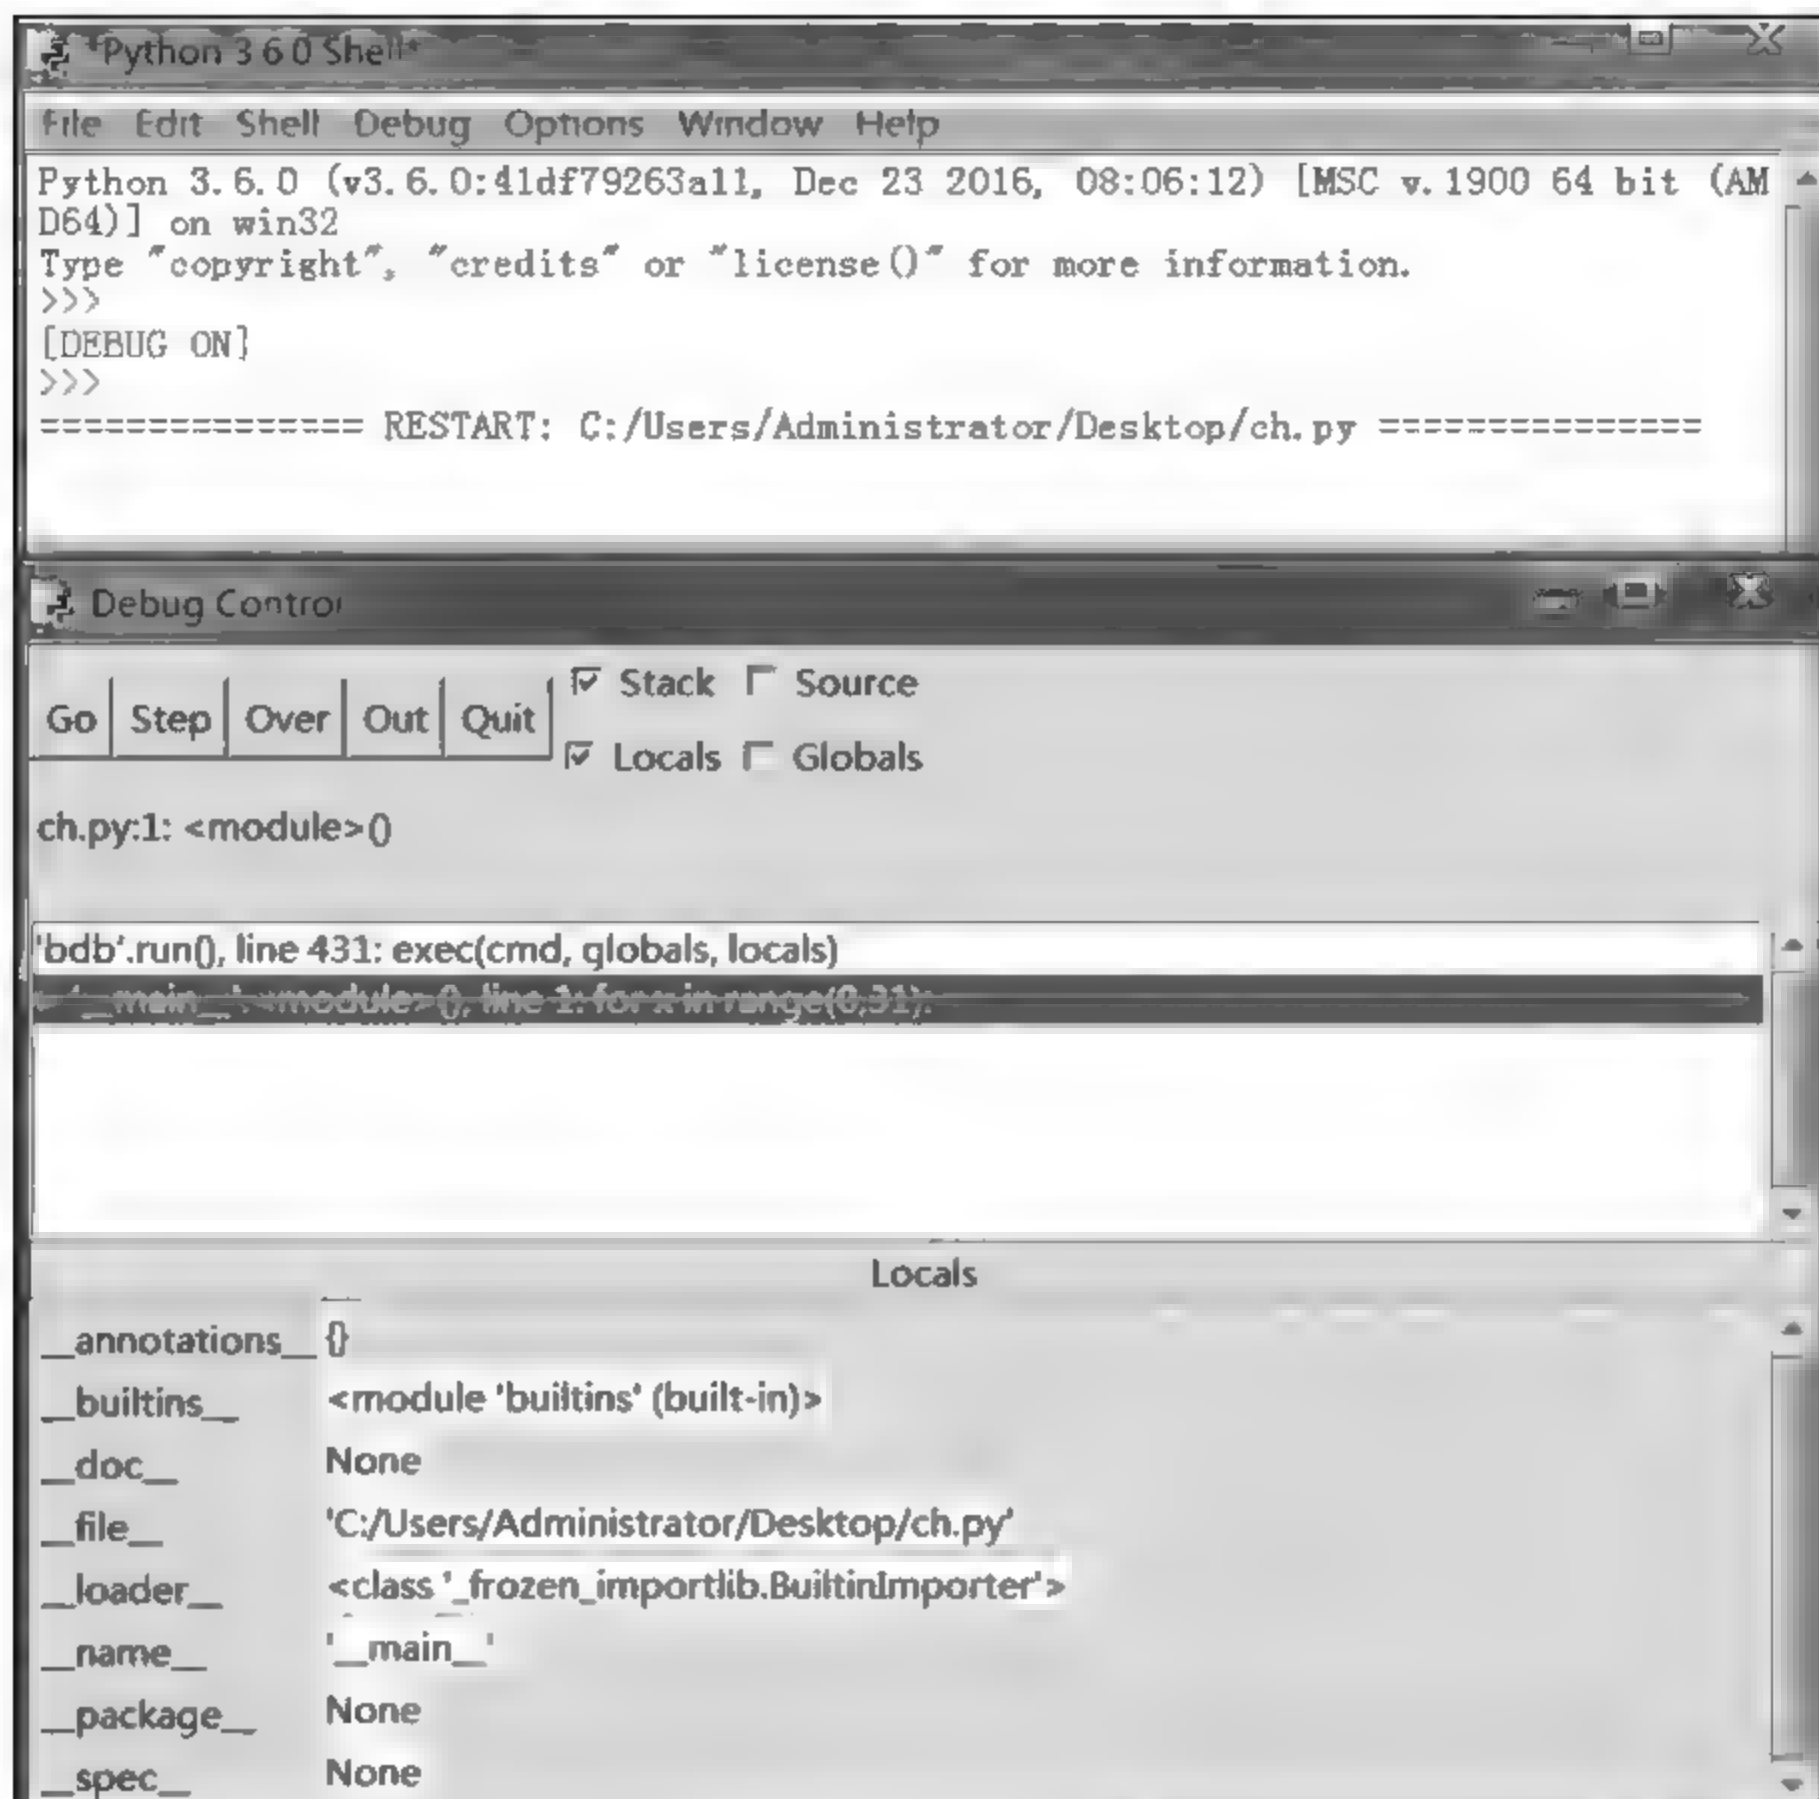 *Python 3 6 0 Shell*
File Edit Shell Debug Options Window Help
Python 3.6.0 (v3.6.0:41df79263a11, Dec 23 2016, 08:06:12) [MSC v.1900 64 bit (AM
D64)] on win32
Type "copyright", "credits" or "license()" for more information.
>>>
[DEBUG ON]
>>>
=============== RESTART: C:/Users/Administrator/Desktop/ch.py ===============
Debug Control
Go Step Over Out Quit
Stack Source
Locals Globals
ch.py:1: <module>()
'bdb'.run(), line 431: exec(cmd, globals, locals)
> '__main__'.<module>(), line 1: for x in range(0,31):
Locals
__annotations__ {}
__builtins__ <module 'builtins' (built-in)>
__doc__ None
__file__ 'C:/Users/Administrator/Desktop/ch.py'
__loader__ <class '_frozen_importlib.BuiltinImporter'>
__name__ '__main__'
__package__ None
__spec__ None